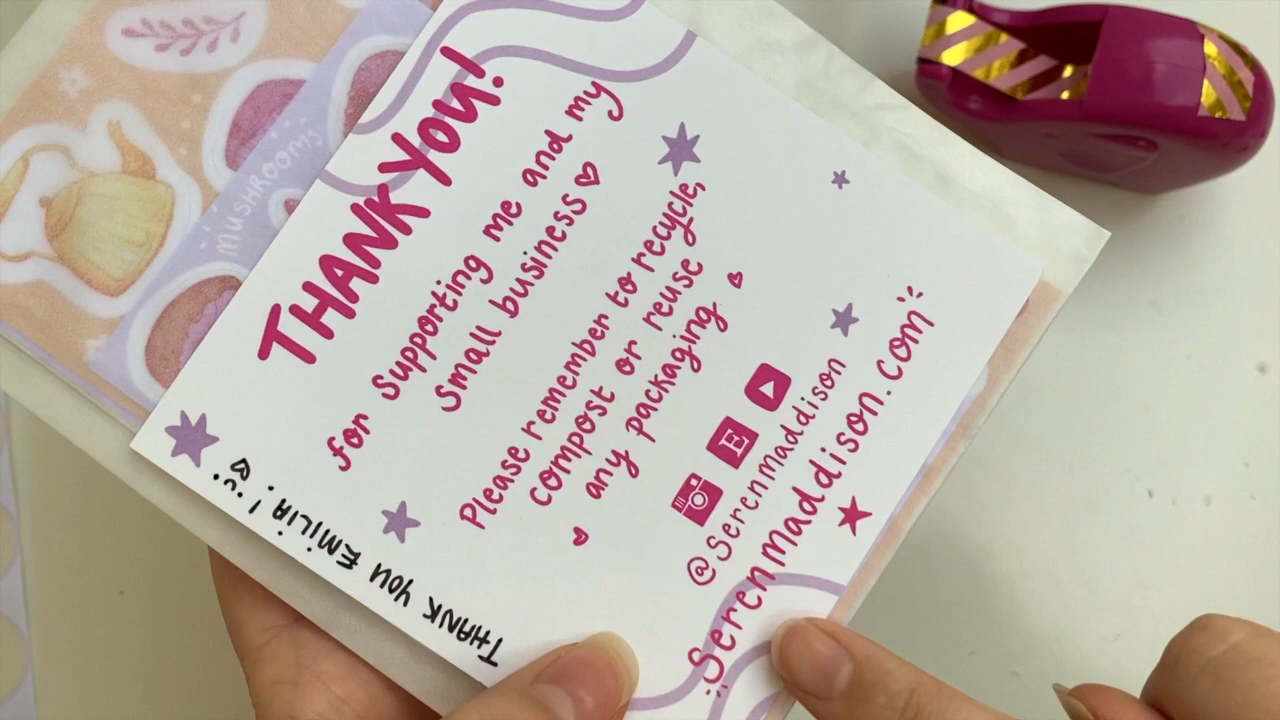 THANK YOU!
for Supporting me and my
Small business
Please remember to recycle,
compost or reuse
any packaging
E
@SerenMaddison
SerenMaddison.com
THANK YOU EMILIA! :)
MUSHROOMS